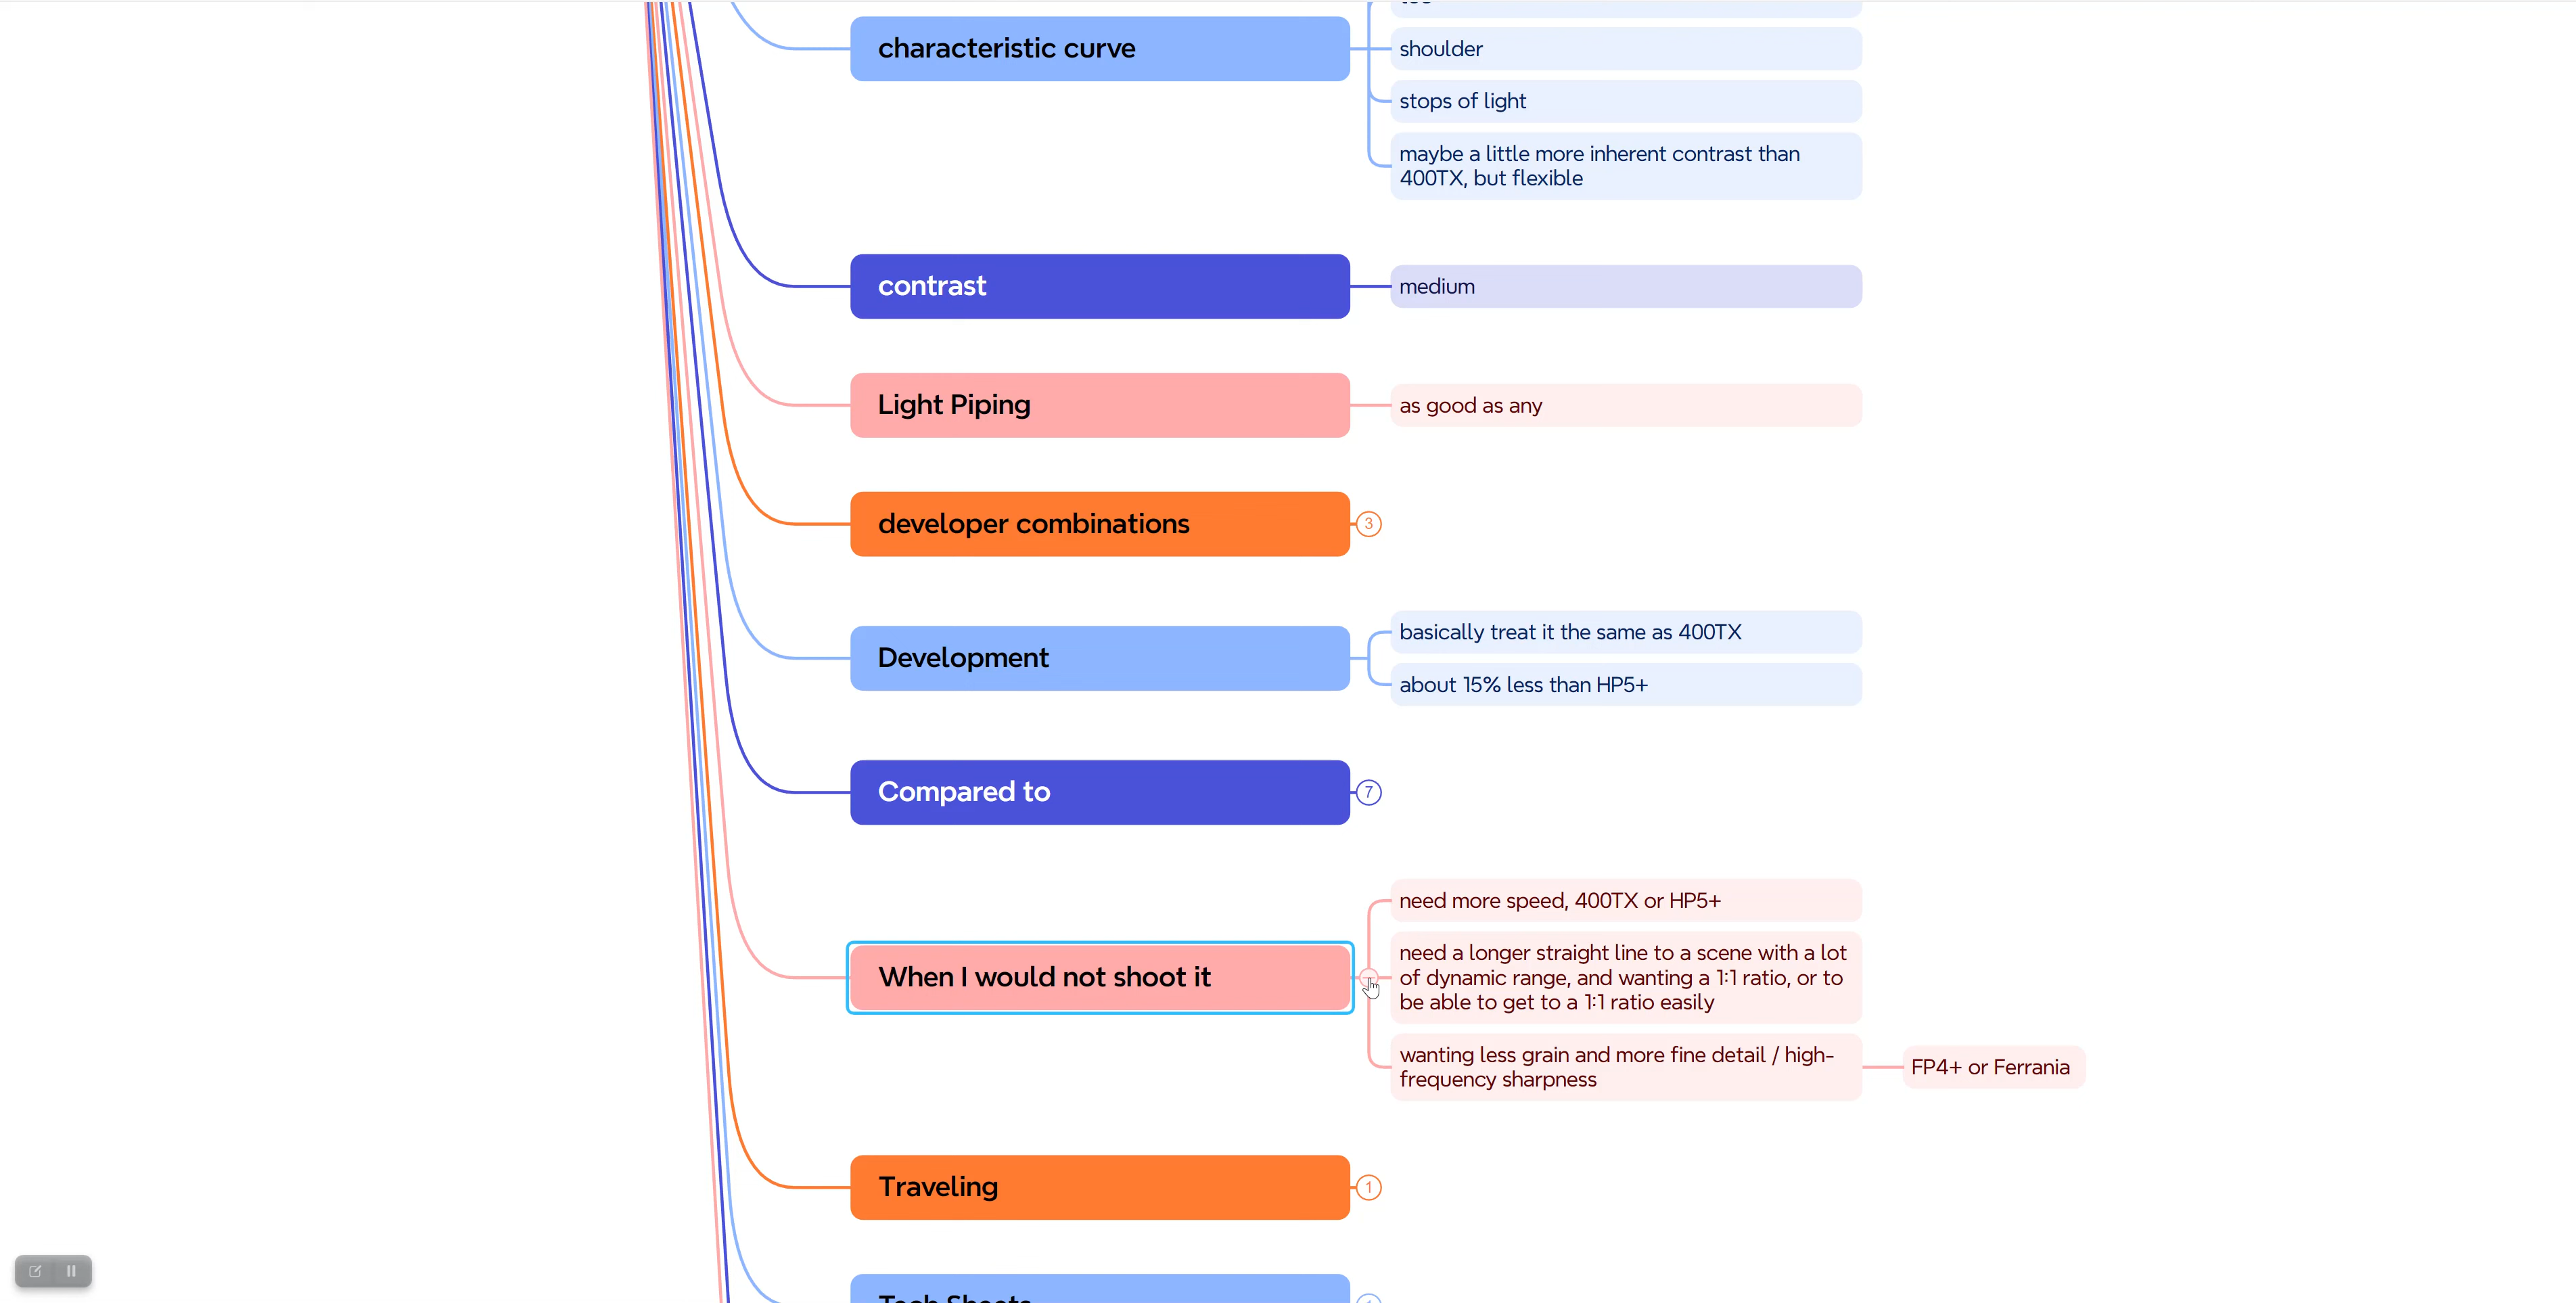 characteristic curve
shoulder
stops of light
maybe a little more inherent contrast than
400TX, but flexible
contrast
medium
Light Piping
as good as any
developer combinations
3
Development
basically treat it the same as 400TX
about 15% less than HP5+
Compared to
7
When I would not shoot it
need more speed, 400TX or HP5+
need a longer straight line to a scene with a lot
of dynamic range, and wanting a 1:1 ratio, or to
be able to get to a 1:1 ratio easily
wanting less grain and more fine detail / high-
frequency sharpness
FP4+ or Ferrania
Traveling
1
Tech Sheets